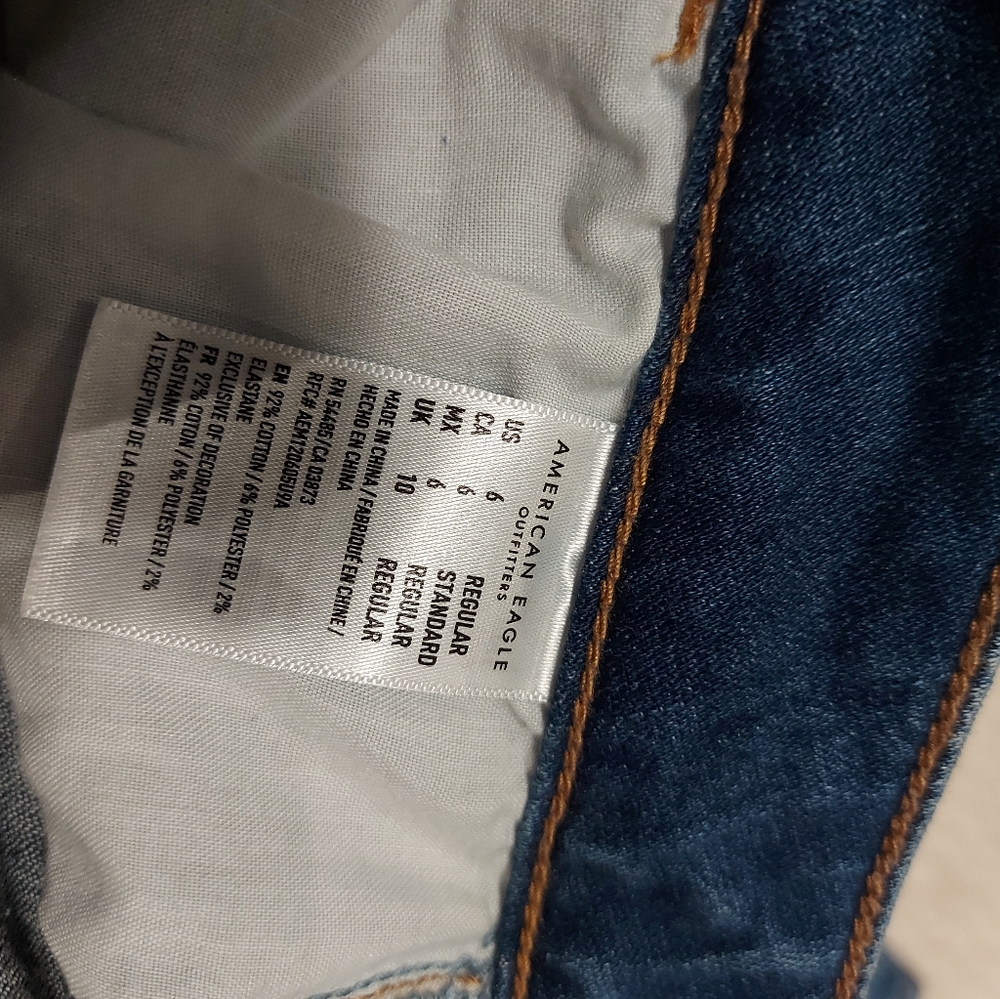 AMERICAN EAGLE
OUTFITTERS
US 6 REGULAR
CA 6 STANDARD
MX 6 REGULAR
UK 10 REGULAR
MADE IN CHINA / FABRIQUÉ EN CHINE /
HECHO EN CHINA
RN 54485 / CA 03873
RFC# AEM120605U9A
EN 92% COTTON / 6% POLYESTER / 2%
ELASTANE
EXCLUSIVE OF DECORATION
FR 92% COTON / 6% POLYESTER / 2%
ÉLASTHANNE
À L'EXCEPTION DE LA GARNITURE